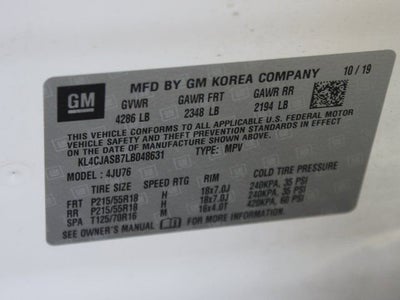 GM
MFD BY GM KOREA COMPANY 10 / 19
GVWR GAWR FRT GAWR RR
4286 LB 2348 LB 2194 LB
THIS VEHICLE CONFORMS TO ALL APPLICABLE U.S. FEDERAL MOTOR
VEHICLE SAFETY AND THEFT PREVENTION STANDARDS IN EFFECT
ON THE DATE OF MANUFACTURE SHOWN ABOVE.
KL4CJASB7LB048631 TYPE: MPV
MODEL: 4JU76
SPEED RTG RIM COLD TIRE PRESSURE
FRT P215/55R18 H 18x7.0J 240KPA, 35 PSI
RR P215/55R18 H 18x7.0J 240KPA, 35 PSI
SPA T125/70R16 M 16x4.0T 420KPA, 60 PSI
SEE OWNER'S MANUAL FOR MORE INFORMATION.